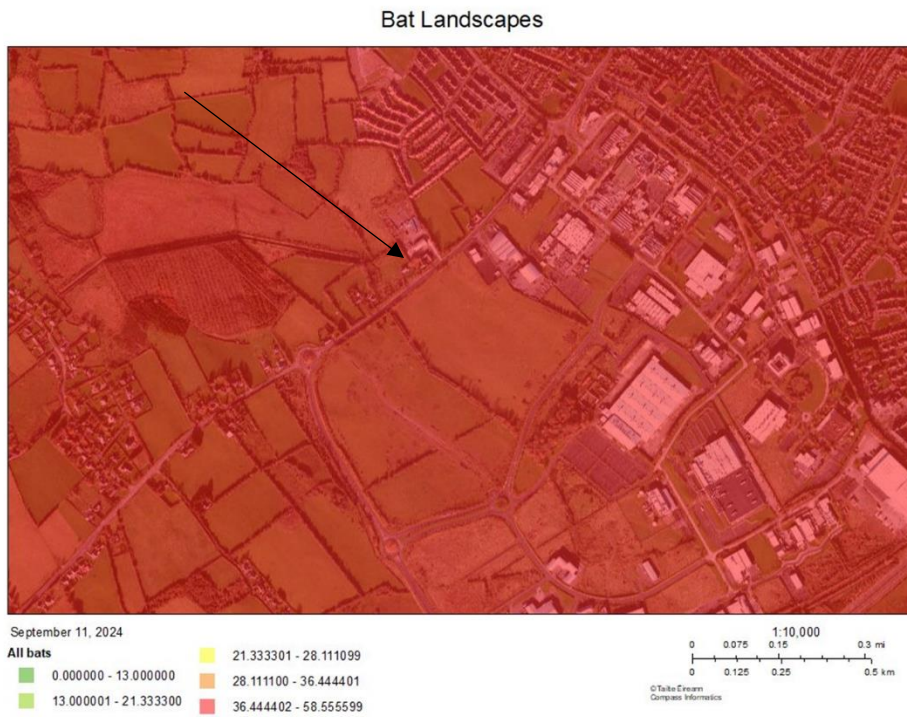 Bat Landscapes
September 11, 2024
All bats
0.000000 - 13.000000
13.000001 - 21.333300
21.333301 - 28.111099
28.111100 - 36.444401
36.444402 - 58.555599
1:10,000
0 0.075 0.15 0.3 mi
0 0.125 0.25 0.5 km
©Tailte Éireann
Compass Informatics